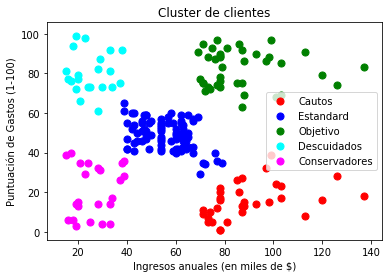 Cluster de clientes
Puntuación de Gastos (1-100)
100
80
60
40
20
0
Cautos
Estandard
Objetivo
Descuidados
Conservadores
20
40
60
80
100
120
140
Ingresos anuales (en miles de $)